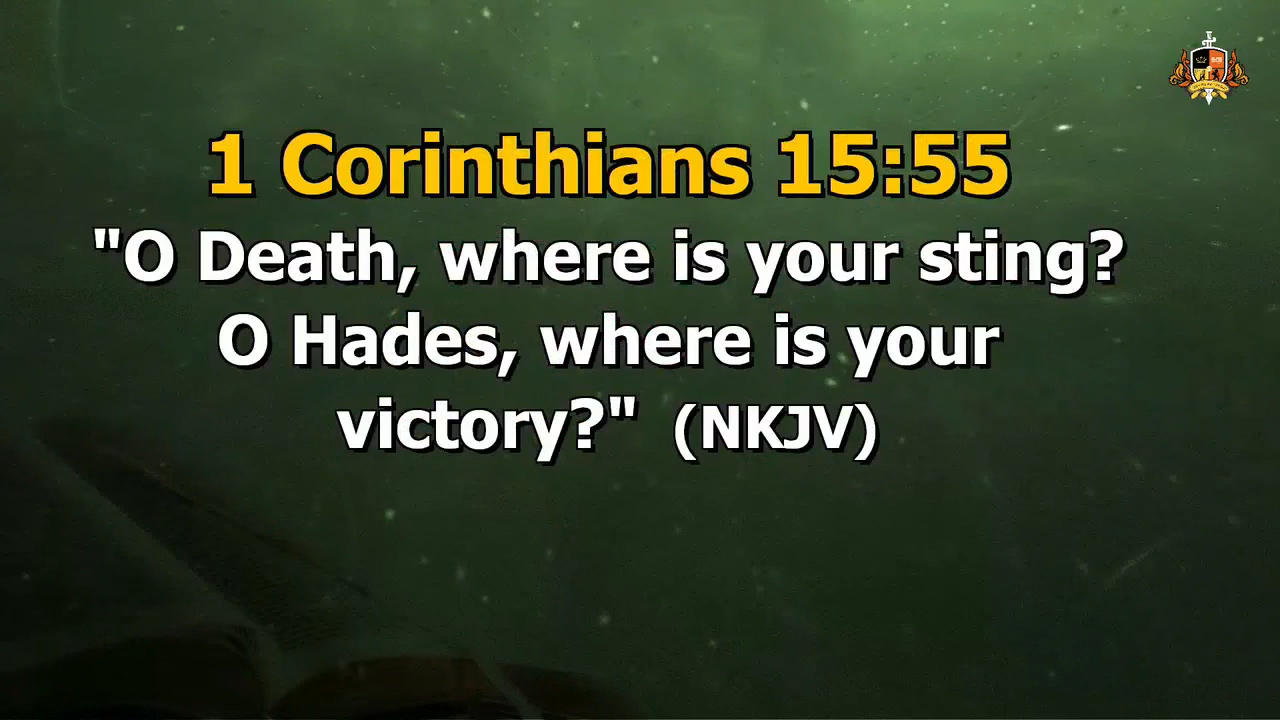 1 Corinthians 15:55
"O Death, where is your sting?
O Hades, where is your
victory?" (NKJV)